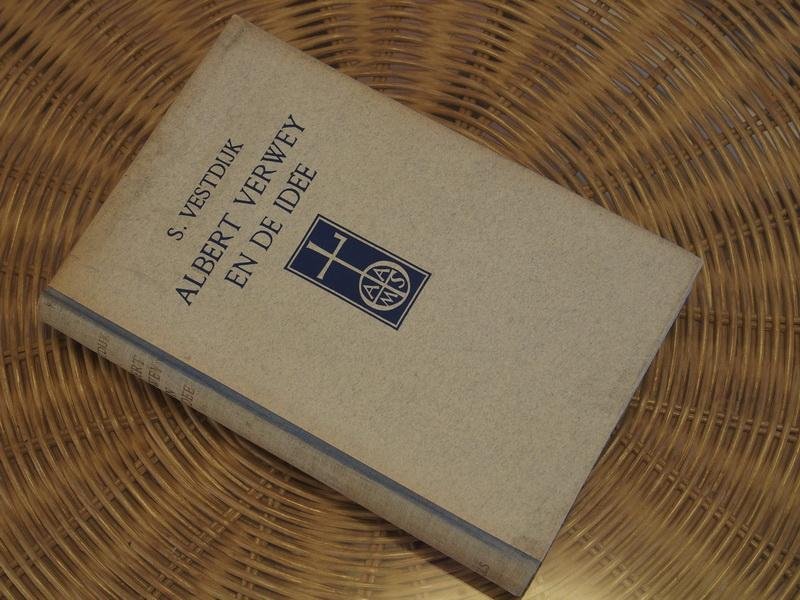 S. VESTDIJK
ALBERT VERWEY
EN DE IDEE
A A
M S